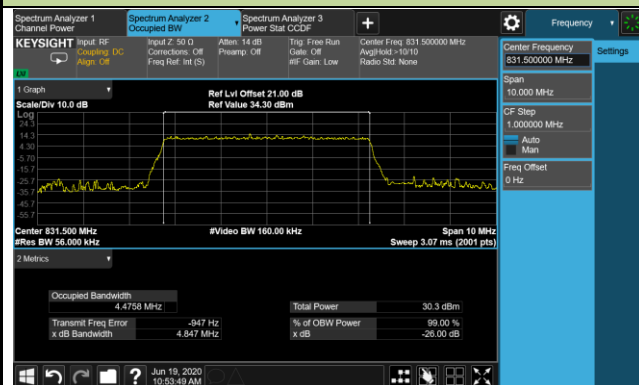 Spectrum Analyzer 1
Channel Power
Spectrum Analyzer 2
Occupied BW
Spectrum Analyzer 3
Power Stat CCDF
+
Frequency
KEYSIGHT
Input: RF
Coupling: DC
Align: Off
Input Z: 50 Ω
Corrections: Off
Freq Ref: Int (S)
Atten: 14 dB
Preamp: Off
Trig: Free Run
Gate: Off
#IF Gain: Low
Center Freq: 831.500000 MHz
Avg|Hold:>10/10
Radio Std: None
LXI
Center Frequency
831.500000 MHz
Settings
Span
10.000 MHz
CF Step
1.000000 MHz
Auto
Man
Freq Offset
0 Hz
1 Graph
Scale/Div 10.0 dB
Ref Lvl Offset 21.00 dB
Ref Value 34.30 dBm
Log
24.3
14.3
4.30
-5.70
-15.7
-25.7
-35.7
-45.7
-55.7
Center 831.500 MHz
#Video BW 160.00 kHz
Span 10 MHz
#Res BW 56.000 kHz
Sweep 3.07 ms (2001 pts)
2 Metrics
Occupied Bandwidth
4.4758 MHz
Total Power
30.3 dBm
Transmit Freq Error
-947 Hz
% of OBW Power
99.00 %
x dB Bandwidth
4.847 MHz
x dB
-26.00 dB
?
Jun 19, 2020
10:53:49 AM